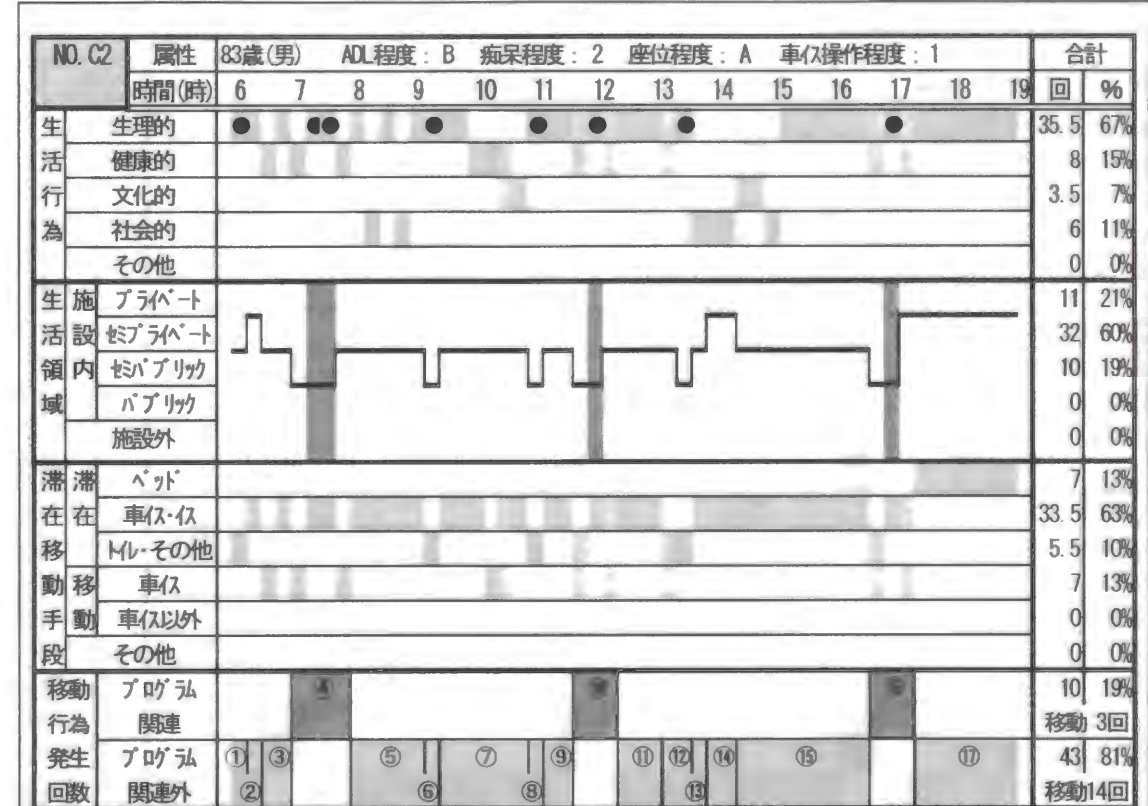 NO. C2 属性 83歳(男) ADL程度：B 痴呆程度：2 座位程度：A 車イス操作程度：1 合計
時間(時) 6 7 8 9 10 11 12 13 14 15 16 17 18 19 回 %
生活行為
生理的 35.5 67%
健康的 8 15%
文化的 3.5 7%
社会的 6 11%
その他 0 0%
生活領域
施設内
プライベート 11 21%
セミプライベート 32 60%
セミパブリック 10 19%
パブリック 0 0%
施設外 0 0%
滞在移動手段
滞在
ベッド 7 13%
車イス・イス 33.5 63%
トイレ・その他 5.5 10%
移動
車イス 7 13%
車イス以外 0 0%
その他 0 0%
移動 プログラム 10 19%
行為 関連 移動 3回
発生 プログラム ① ③ ⑤ ⑦ ⑨ ⑪ ⑫ ⑭ ⑮ ⑰ 43 81%
回数 関連外 ② ⑥ ⑧ ⑬ 移動14回